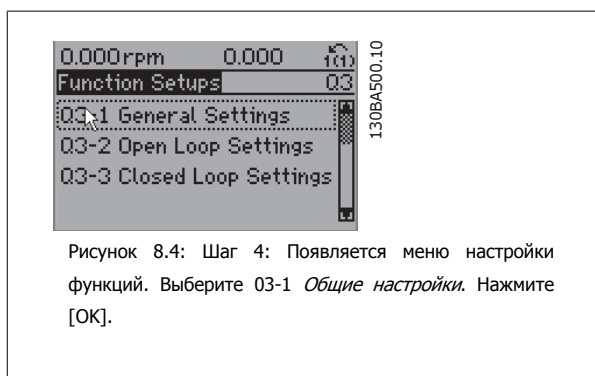 0.000rpm 0.000 1(1)
Function Setups Q3
Q3-1 General Settings
Q3-2 Open Loop Settings
Q3-3 Closed Loop Settings
130BA500.10
Рисунок 8.4: Шаг 4: Появляется меню настройки
функций. Выберите 03-1 Общие настройки. Нажмите
[OK].